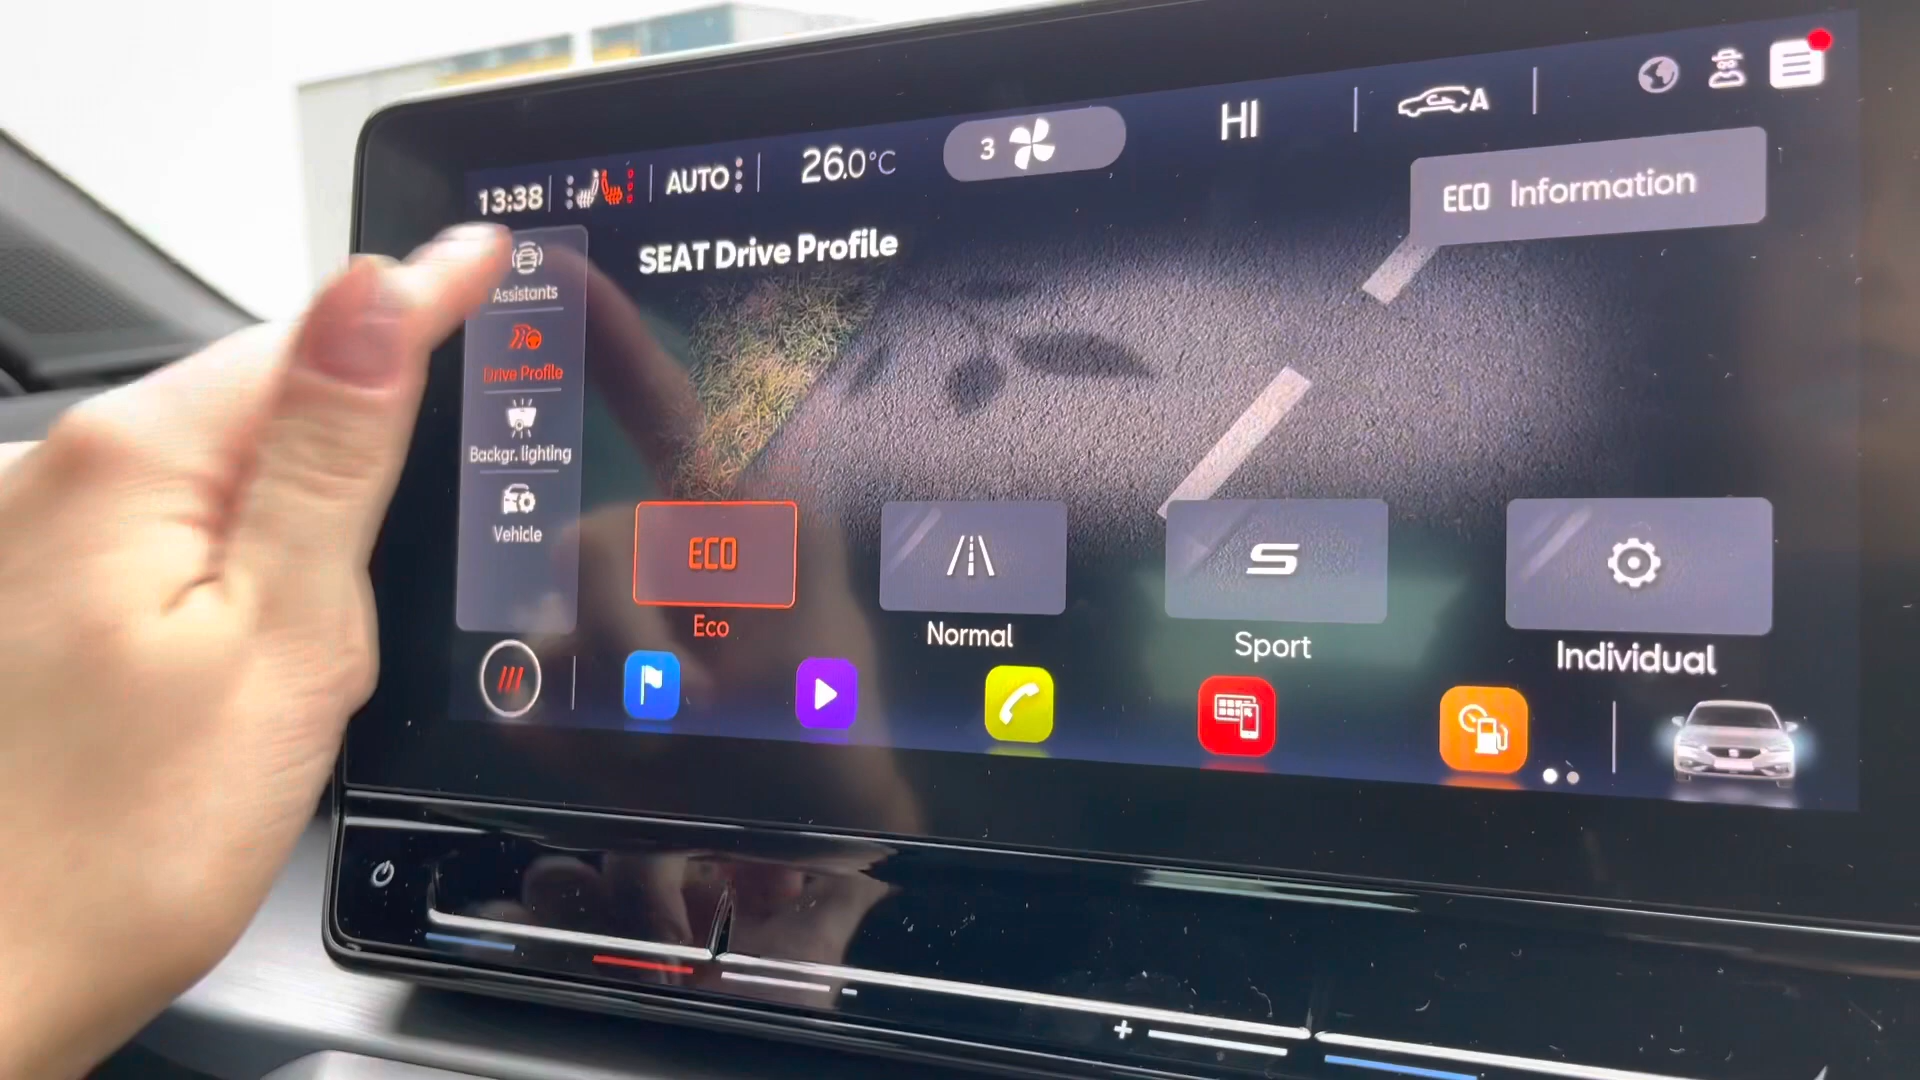 13:38 AUTO 26.0°C 3 HI A
ECO Information
SEAT Drive Profile
Assistants
Drive Profile
Backgr. lighting
Vehicle
ECO S
Eco Normal Sport Individual
- +